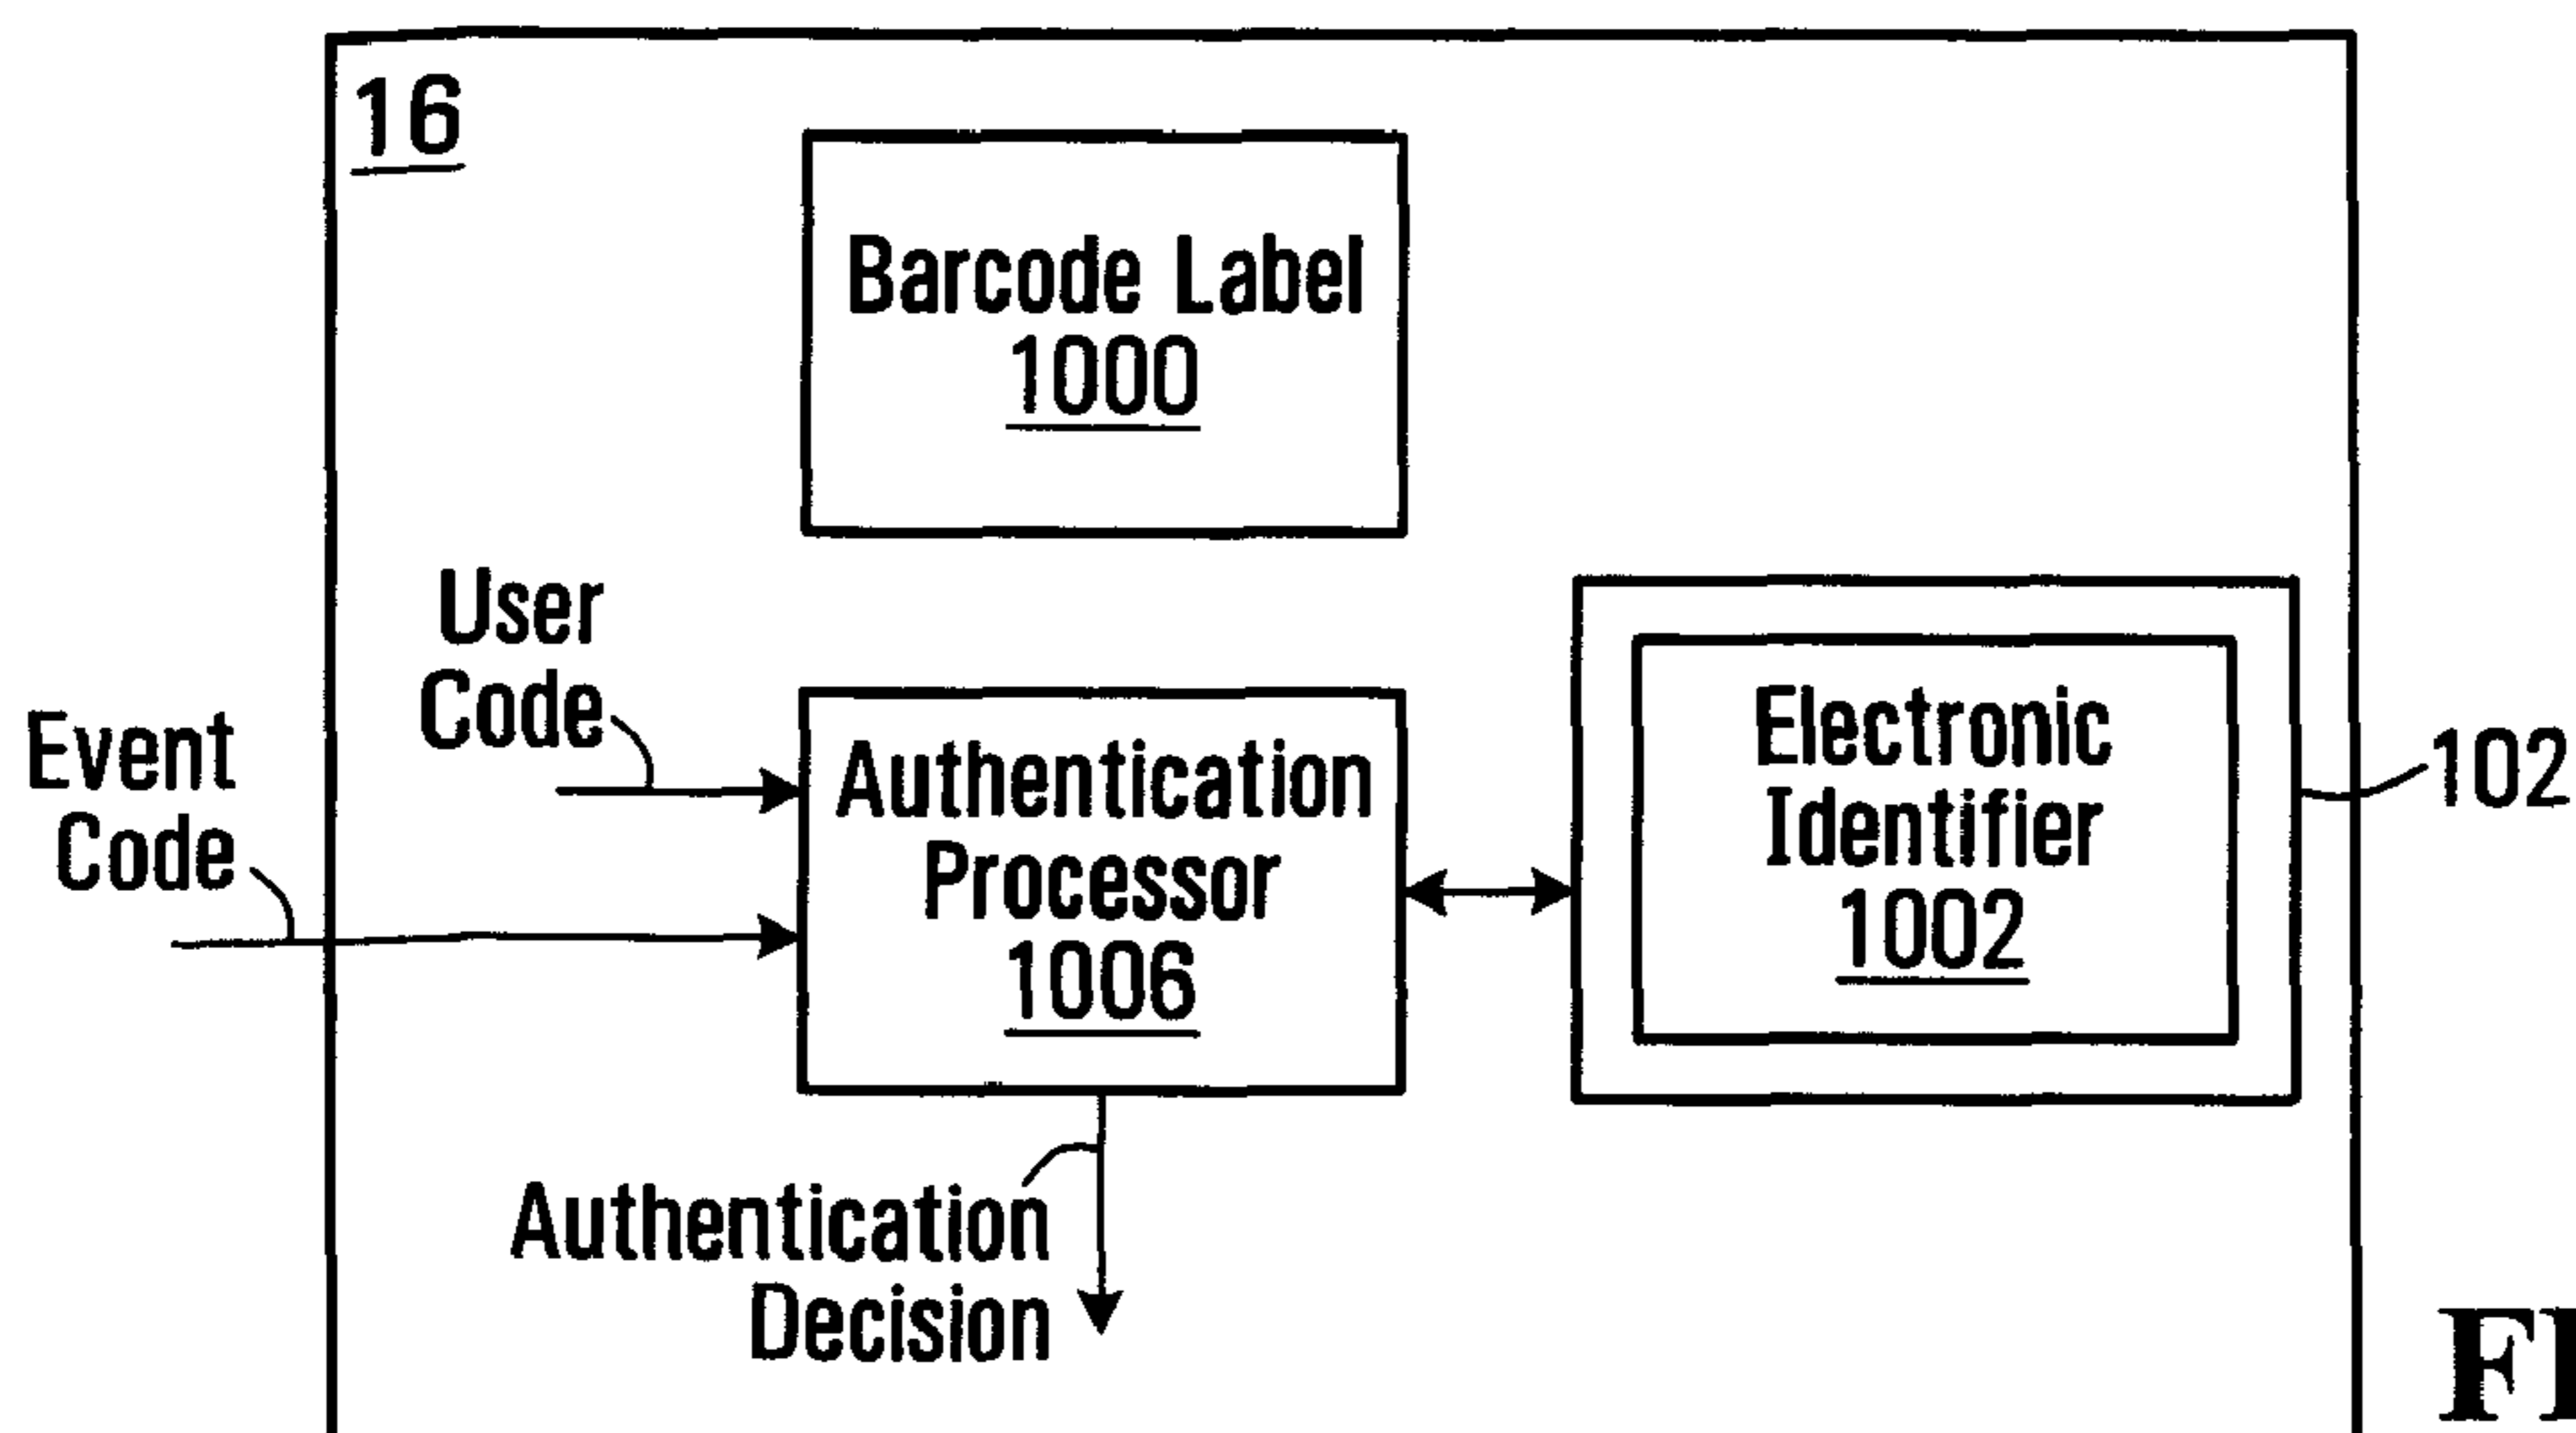 16
Barcode Label
1000
User
Code
Event
Code
Authentication
Processor
1006
Electronic
Identifier
1002
102
Authentication
Decision